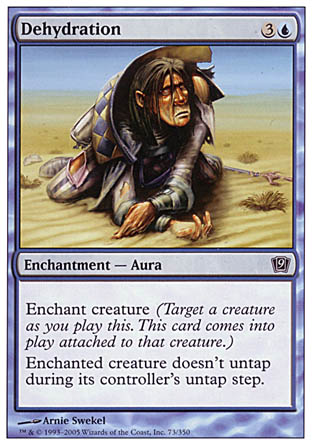 Dehydration 3
Enchantment — Aura 9
Enchant creature (Target a creature
as you play this. This card comes into
play attached to that creature.)
Enchanted creature doesn't untap
during its controller's untap step.
Arnie Swekel
™ & © 1993-2005 Wizards of the Coast, Inc. 73/350